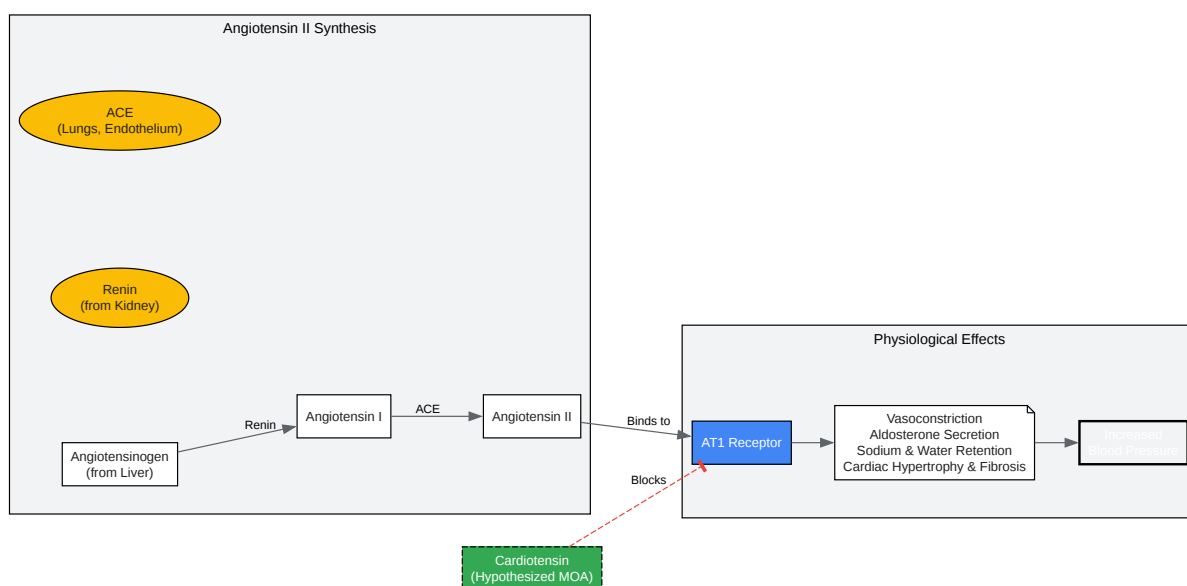 Angiotensin II Synthesis
ACE
(Lungs, Endothelium)
Renin
(from Kidney)
Angiotensinogen
(from Liver)
Renin
Angiotensin I
ACE
Angiotensin II
Binds to
Physiological Effects
AT1 Receptor
Vasoconstriction
Aldosterone Secretion
Sodium & Water Retention
Cardiac Hypertrophy & Fibrosis
Increased
Blood Pressure
Blocks
Cardiotensin
(Hypothesized MOA)